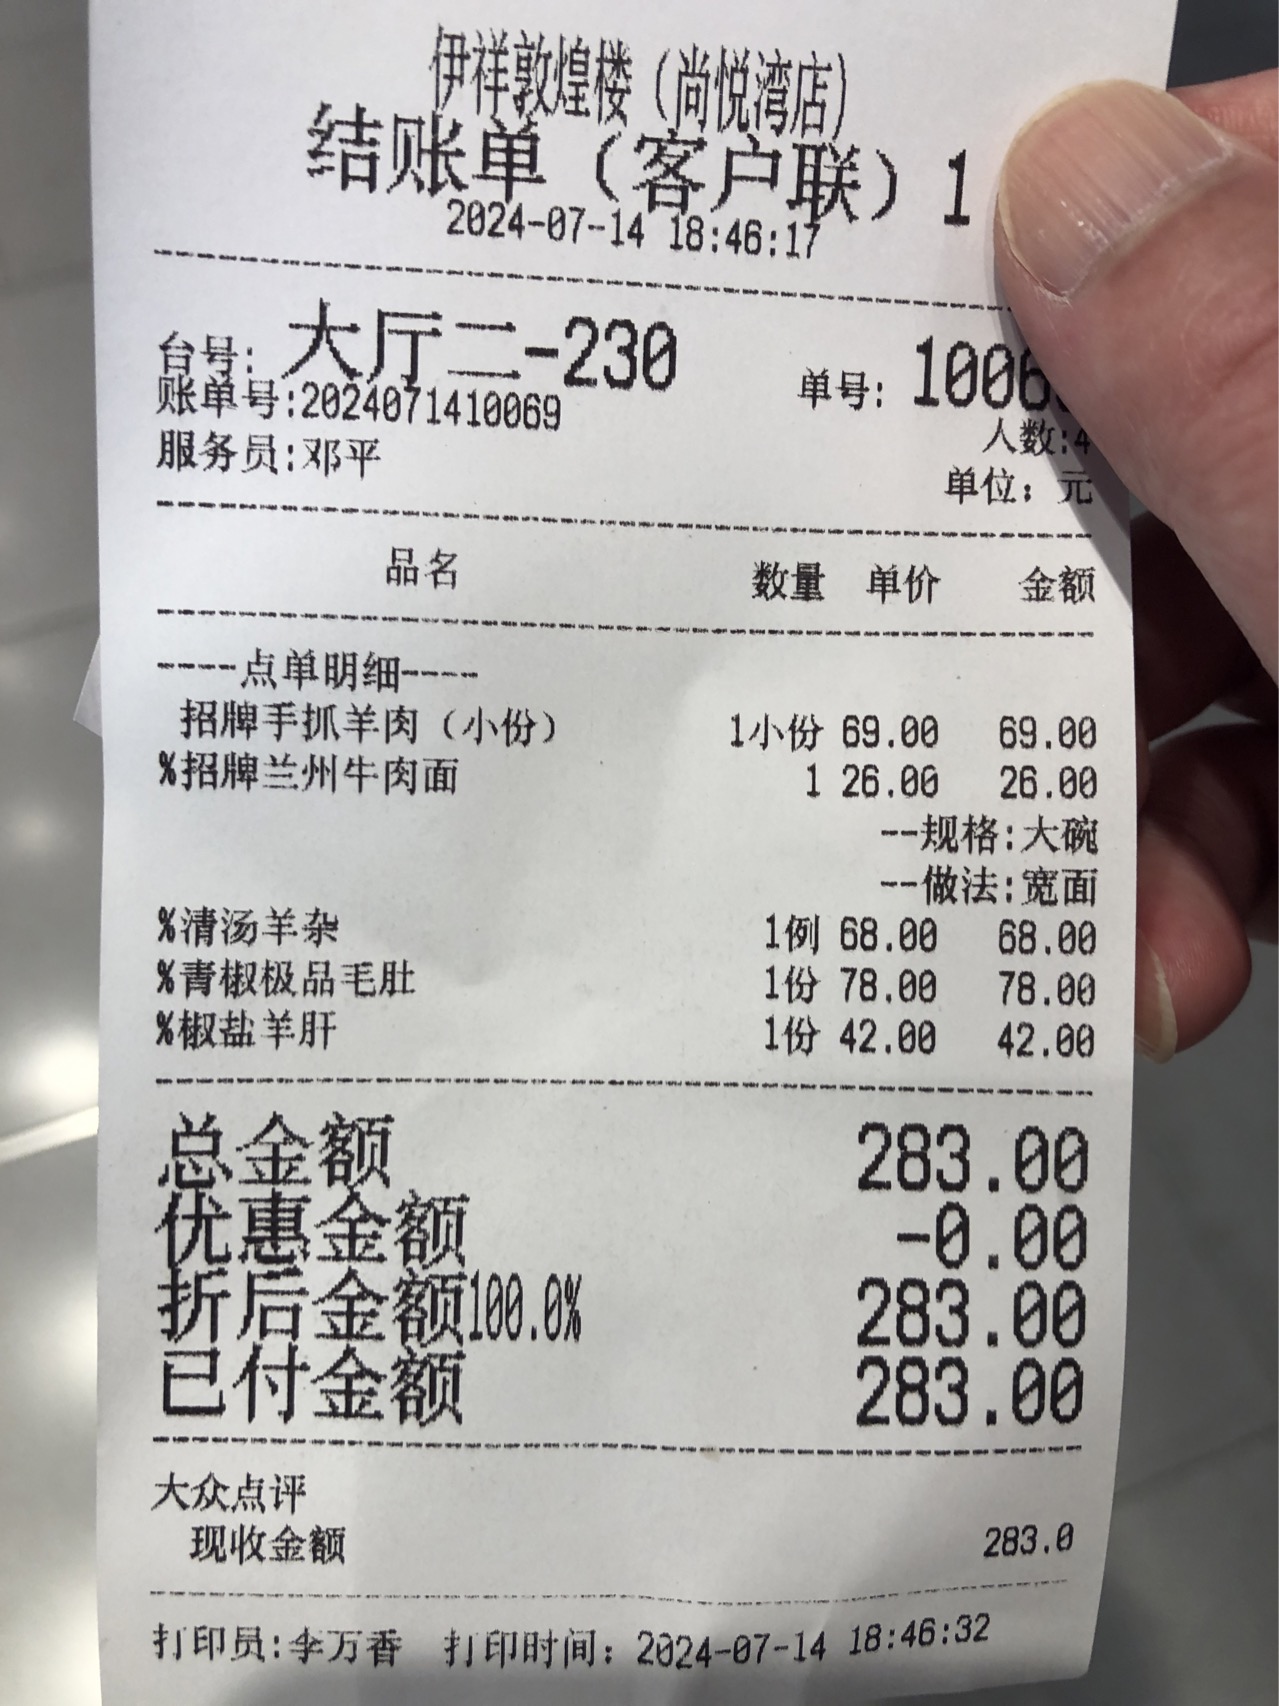 伊祥敦煌楼（尚悦湾店）
结账单（客户联）1
2024-07-14 18:46:17
台号: 大厅二-230 单号: 1006
账单号:2024071410069
人数:4
服务员:邓平
单位: 元
品名 数量 单价 金额
----点单明细----
招牌手抓羊肉（小份） 1小份 69.00 69.00
%招牌兰州牛肉面 1 26.00 26.00
--规格:大碗
--做法:宽面
%清汤羊杂 1例 68.00 68.00
%青椒极品毛肚 1份 78.00 78.00
%椒盐羊肝 1份 42.00 42.00
总金额 283.00
优惠金额 -0.00
折后金额100.0% 283.00
已付金额 283.00
大众点评
现收金额 283.0
打印员:李万香 打印时间: 2024-07-14 18:46:32